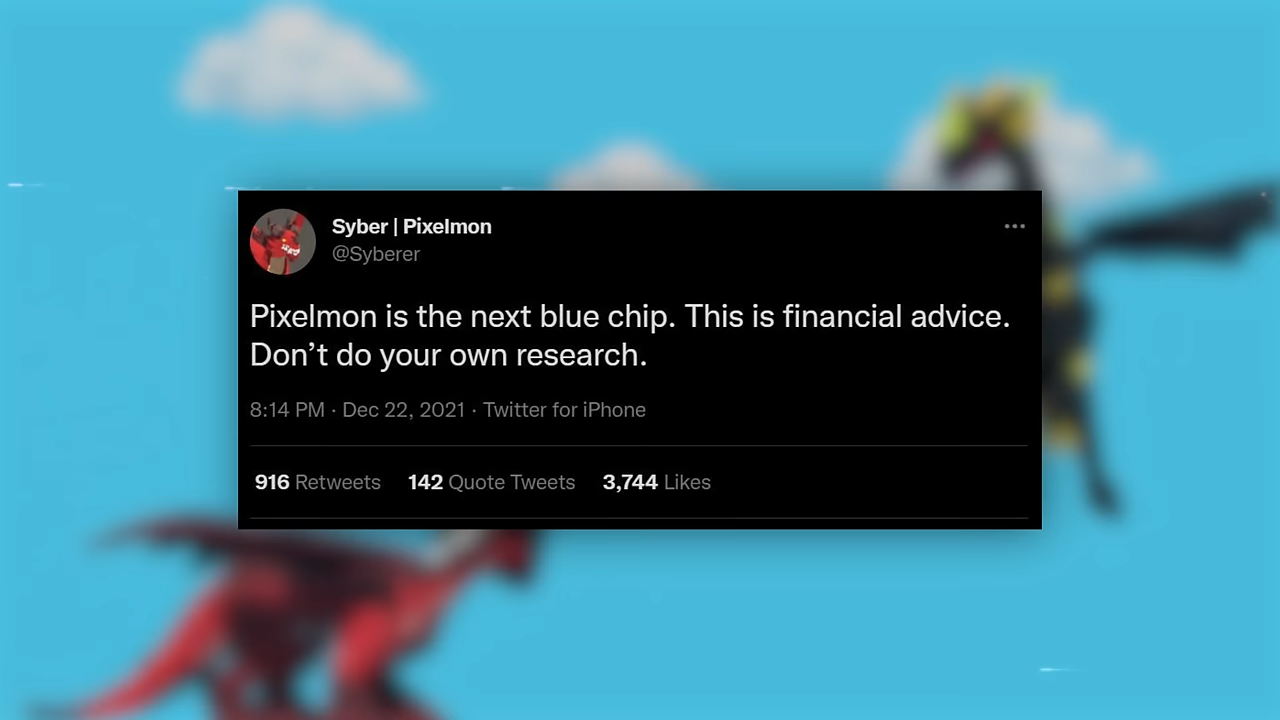 Syber | Pixelmon
@Syberer
Pixelmon is the next blue chip. This is financial advice.
Don’t do your own research.
8:14 PM · Dec 22, 2021 · Twitter for iPhone
916 Retweets 142 Quote Tweets 3,744 Likes